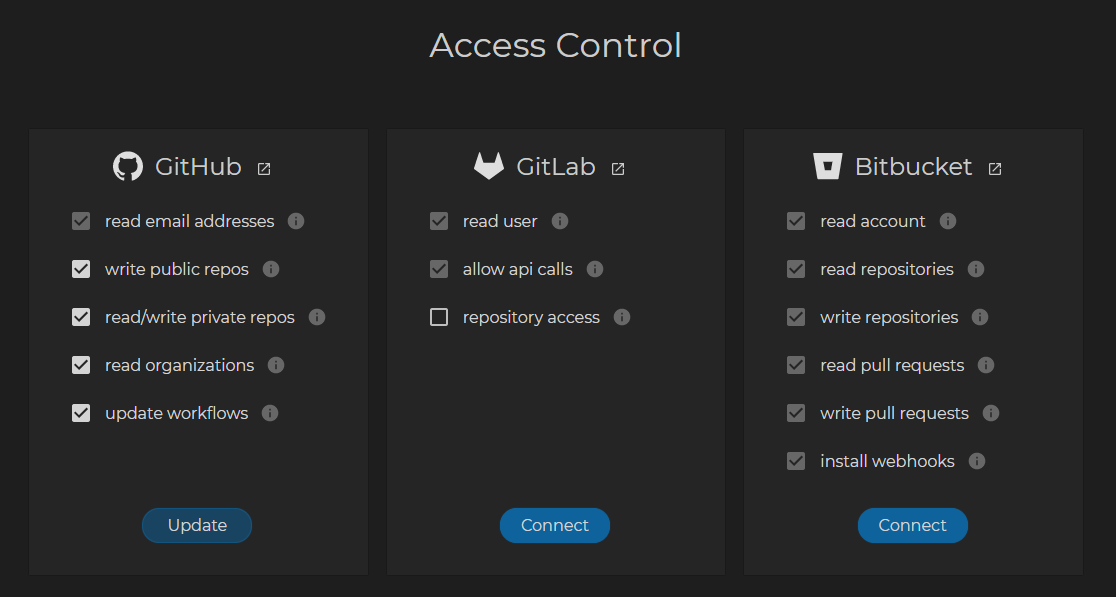 Access Control
GitHub
read email addresses
write public repos
read/write private repos
read organizations
update workflows
Update
GitLab
read user
allow api calls
repository access
Connect
Bitbucket
read account
read repositories
write repositories
read pull requests
write pull requests
install webhooks
Connect